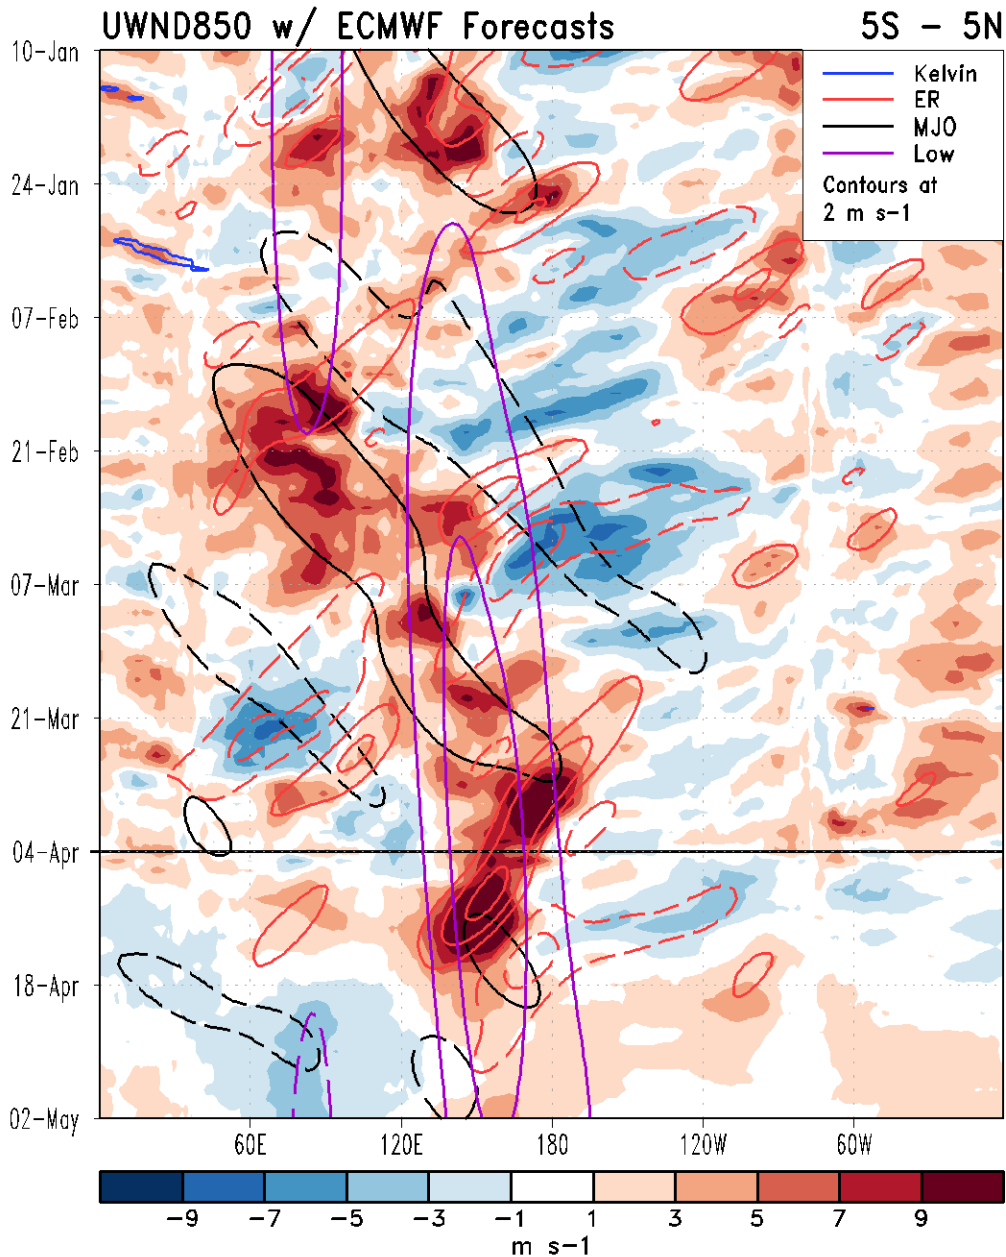 UWND850 w/ ECMWF Forecasts 5S - 5N
10-Jan
Kelvin
ER
MJO
Low
Contours at
2 m s-1
24-Jan
07-Feb
21-Feb
07-Mar
21-Mar
04-Apr
18-Apr
02-May
60E 120E 180 120W 60W
-9 -7 -5 -3 -1 1 3 5 7 9
m s-1